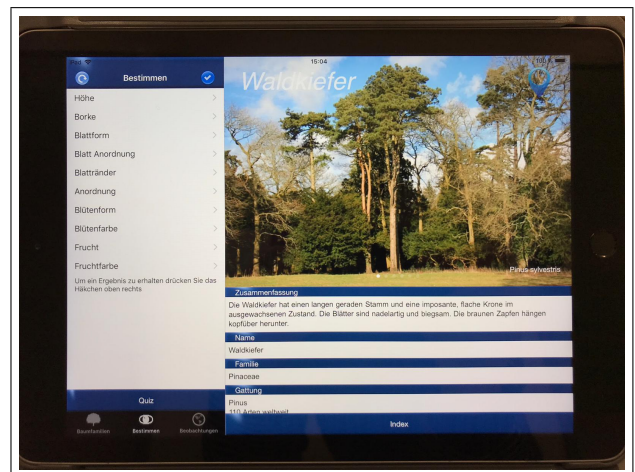 iPad
15:04
100 %
Bestimmen
Höhe
Borke
Blattform
Blatt Anordnung
Blattränder
Anordnung
Blütenform
Blütenfarbe
Frucht
Fruchtfarbe
Um ein Ergebnis zu erhalten drücken Sie das
Häkchen oben rechts
Quiz
Baumfamilien
Bestimmen
Beobachtungen
Waldkiefer
Pinus sylvestris
Zusammenfassung
Die Waldkiefer hat einen langen geraden Stamm und eine imposante, flache Krone im
ausgewachsenen Zustand. Die Blätter sind nadelartig und biegsam. Die braunen Zapfen hängen
kopfüber herunter.
Name
Waldkiefer
Familie
Pinaceae
Gattung
Pinus
110 Arten weltweit
Index